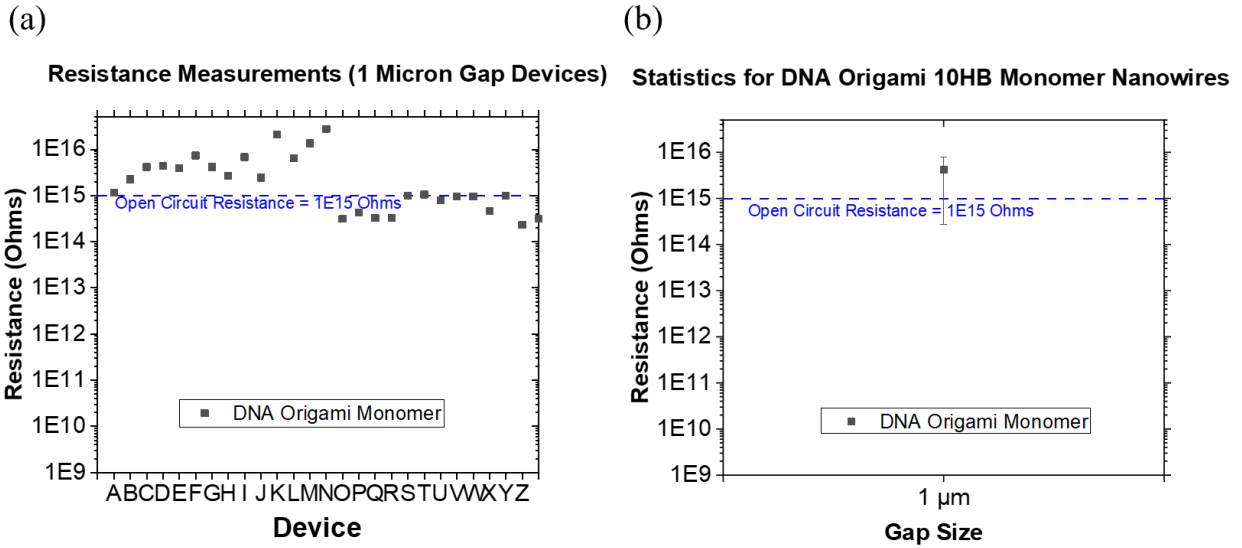 (a)
Resistance Measurements (1 Micron Gap Devices)
Resistance (Ohms)
1E16
1E15
1E14
1E13
1E12
1E11
1E10
1E9
Open Circuit Resistance = 1E15 Ohms
DNA Origami Monomer
A B C D E F G H I J K L M N O P Q R S T U V W X Y Z
Device
(b)
Statistics for DNA Origami 10HB Monomer Nanowires
Resistance (Ohms)
1E16
1E15
1E14
1E13
1E12
1E11
1E10
1E9
Open Circuit Resistance = 1E15 Ohms
DNA Origami Monomer
1 µm
Gap Size